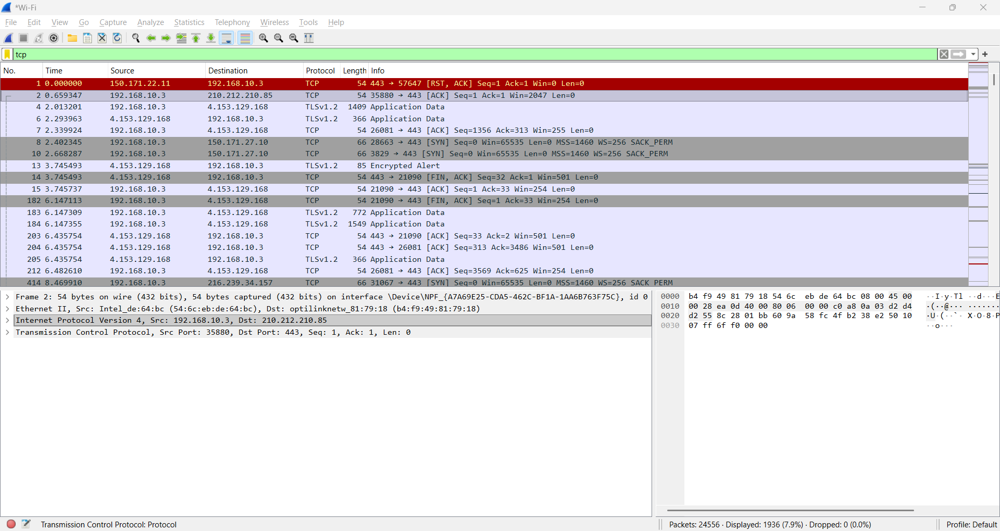 *Wi-Fi
File Edit View Go Capture Analyze Statistics Telephony Wireless Tools Help
tcp
No. Time Source Destination Protocol Length Info
1 0.000000 150.171.22.11 192.168.10.3 TCP 54 443 → 57647 [RST, ACK] Seq=1 Ack=1 Win=0 Len=0
2 0.659347 192.168.10.3 210.212.210.85 TCP 54 35880 → 443 [ACK] Seq=1 Ack=1 Win=2047 Len=0
4 2.013201 192.168.10.3 4.153.129.168 TLSv1.2 1409 Application Data
6 2.293963 4.153.129.168 192.168.10.3 TLSv1.2 366 Application Data
7 2.339924 192.168.10.3 4.153.129.168 TCP 54 26081 → 443 [ACK] Seq=1356 Ack=313 Win=255 Len=0
8 2.402345 192.168.10.3 150.171.27.10 TCP 66 28663 → 443 [SYN] Seq=0 Win=65535 Len=0 MSS=1460 WS=256 SACK_PERM
10 2.668287 192.168.10.3 150.171.27.10 TCP 66 3829 → 443 [SYN] Seq=0 Win=65535 Len=0 MSS=1460 WS=256 SACK_PERM
13 3.745493 4.153.129.168 192.168.10.3 TLSv1.2 85 Encrypted Alert
14 3.745493 4.153.129.168 192.168.10.3 TCP 54 443 → 21090 [FIN, ACK] Seq=32 Ack=1 Win=501 Len=0
15 3.745737 192.168.10.3 4.153.129.168 TCP 54 21090 → 443 [ACK] Seq=1 Ack=33 Win=254 Len=0
182 6.147113 192.168.10.3 4.153.129.168 TCP 54 21090 → 443 [FIN, ACK] Seq=1 Ack=33 Win=254 Len=0
183 6.147309 192.168.10.3 4.153.129.168 TLSv1.2 772 Application Data
184 6.147355 192.168.10.3 4.153.129.168 TLSv1.2 1549 Application Data
203 6.435754 4.153.129.168 192.168.10.3 TCP 54 443 → 21090 [ACK] Seq=33 Ack=2 Win=501 Len=0
204 6.435754 4.153.129.168 192.168.10.3 TCP 54 443 → 26081 [ACK] Seq=313 Ack=3486 Win=501 Len=0
205 6.435754 4.153.129.168 192.168.10.3 TLSv1.2 366 Application Data
212 6.482610 192.168.10.3 4.153.129.168 TCP 54 26081 → 443 [ACK] Seq=3569 Ack=625 Win=254 Len=0
414 8.469910 192.168.10.3 216.239.34.157 TCP 66 31067 → 443 [SYN] Seq=0 Win=65535 Len=0 MSS=1460 WS=256 SACK_PERM
Frame 2: 54 bytes on wire (432 bits), 54 bytes captured (432 bits) on interface \Device\NPF_{A7A69E25-CDA5-462C-BF1A-1AA6B763F75C}, id 0
Ethernet II, Src: Intel_de:64:bc (54:6c:eb:de:64:bc), Dst: optilinknetw_81:79:18 (b4:f9:49:81:79:18)
Internet Protocol Version 4, Src: 192.168.10.3, Dst: 210.212.210.85
Transmission Control Protocol, Src Port: 35880, Dst Port: 443, Seq: 1, Ack: 1, Len: 0
0000 b4 f9 49 81 79 18 54 6c eb de 64 bc 08 00 45 00 ··I·y·Tl ··d···E
0010 00 28 ea 0d 40 00 80 06 00 00 c0 a8 0a 03 d2 d4 ·(··@··· ·······
0020 d2 55 8c 28 01 bb 60 9a 58 fc 4f b2 38 e2 50 10 ·U·(··`· X·O·8·P
0030 07 ff 6f f0 00 00 ··o···
Transmission Control Protocol: Protocol
Packets: 24556 · Displayed: 1936 (7.9%) · Dropped: 0 (0.0%)
Profile: Default